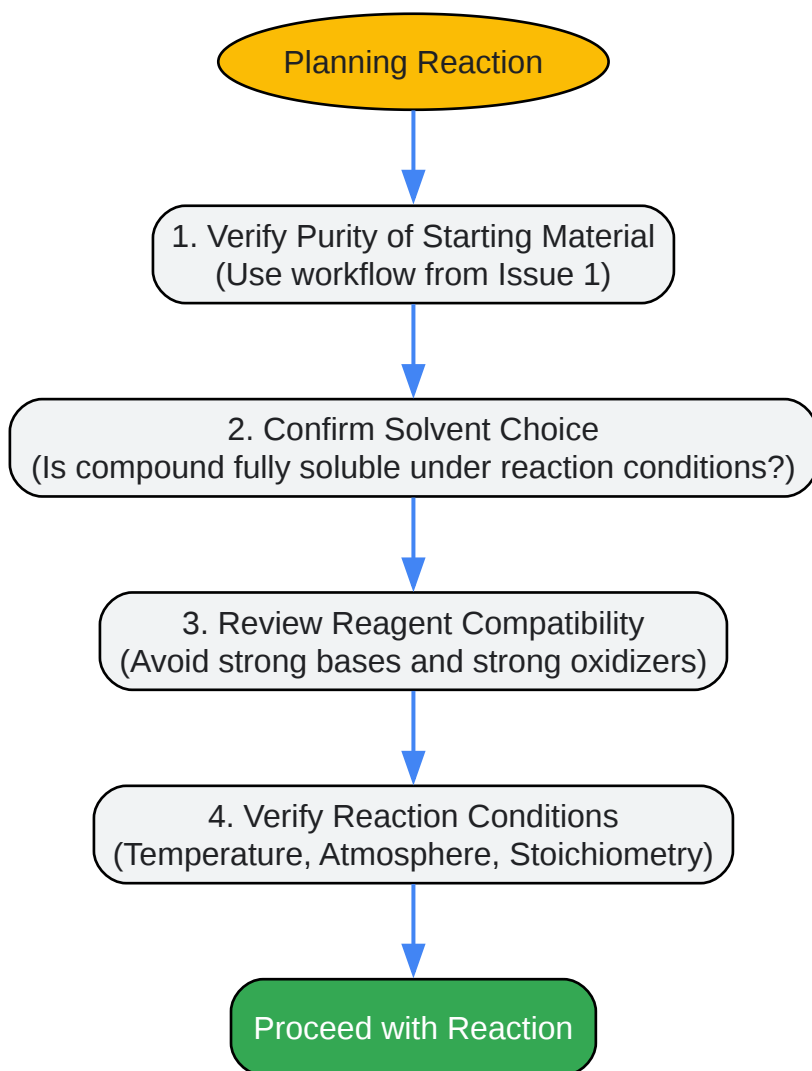 Planning Reaction
1. Verify Purity of Starting Material
(Use workflow from Issue 1)
2. Confirm Solvent Choice
(Is compound fully soluble under reaction conditions?)
3. Review Reagent Compatibility
(Avoid strong bases and strong oxidizers)
4. Verify Reaction Conditions
(Temperature, Atmosphere, Stoichiometry)
Proceed with Reaction